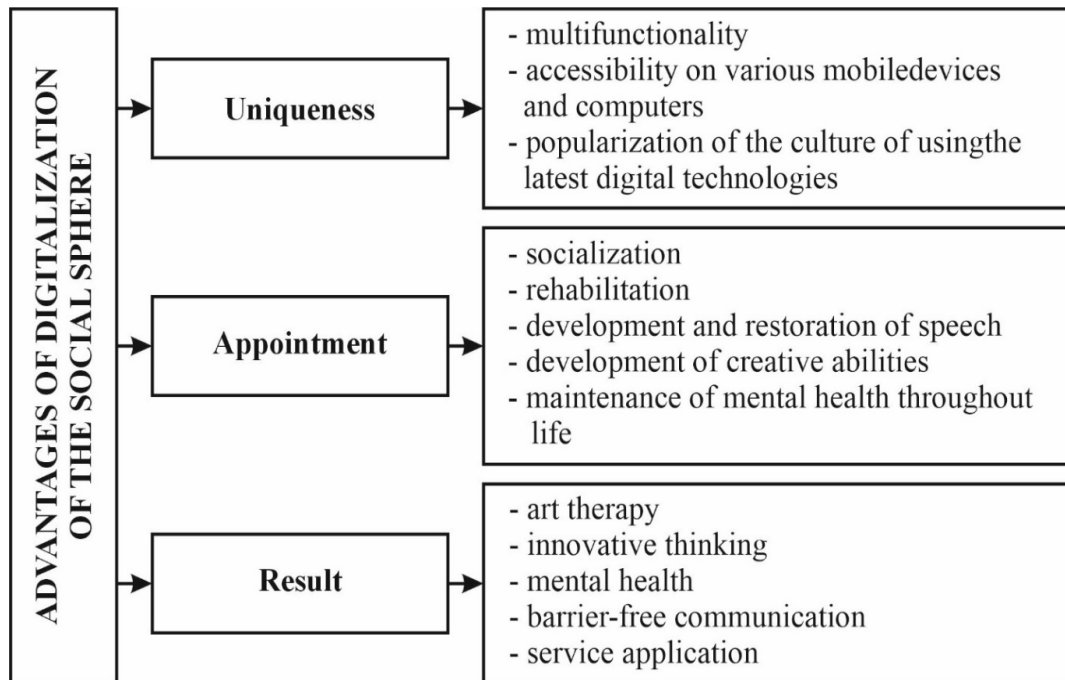 ADVANTAGES OF DIGITALIZATION
OF THE SOCIAL SPHERE
Uniqueness
- multifunctionality
- accessibility on various mobiledevices
and computers
- popularization of the culture of usingthe
latest digital technologies
Appointment
- socialization
- rehabilitation
- development and restoration of speech
- development of creative abilities
- maintenance of mental health throughout
life
Result
- art therapy
- innovative thinking
- mental health
- barrier-free communication
- service application